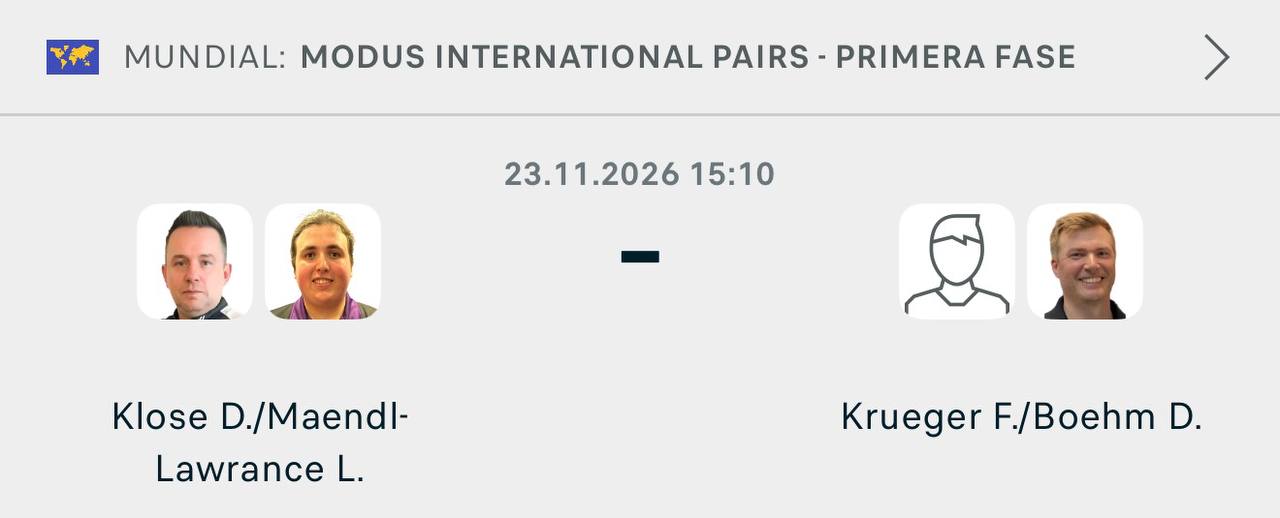 MUNDIAL: MODUS INTERNATIONAL PAIRS - PRIMERA FASE
23.11.2026 15:10
-
Klose D./Maendl-
Lawrance L.
Krueger F./Boehm D.